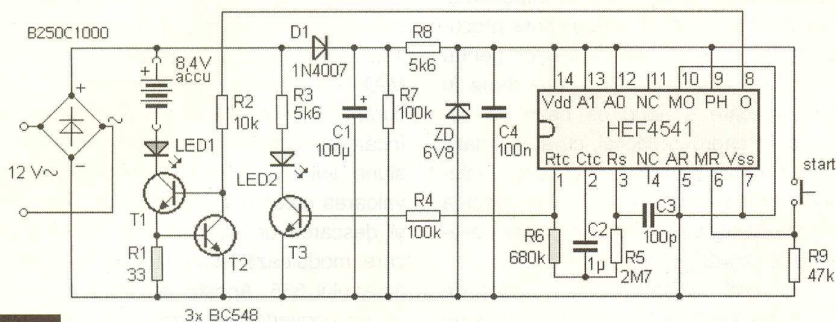 B250C1000
8,4V
accu
12 V~
+
~
−
+
LED1
T1
R1
33
R2
10k
T2
3x BC548
D1
1N4007
R3
5k6
LED2
T3
C1
100µ
+
R7
100k
R8
5k6
R4
100k
ZD
6V8
C4
100n
14 13 12 11 10 9 8
Vdd A1 A0 NC MO PH O
HEF4541
Rtc Ctc Rs NC AR MR Vss
1 2 3 4 5 6 7
R6
680k
C2
1µ
R5
2M7
C3
100p
start
R9
47k